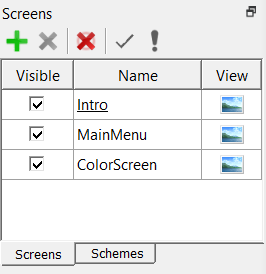 Screens
Visible Name View
Intro
MainMenu
ColorScreen
Screens Schemes